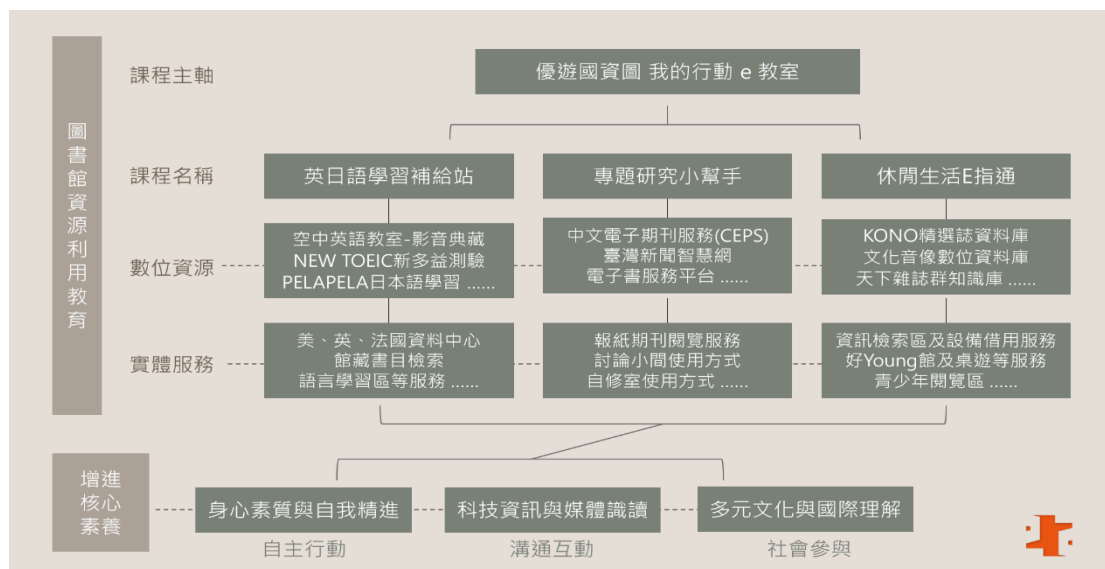 圖書館資源利用教育
課程主軸
優遊國資圖 我的行動 e 教室
課程名稱
英日語學習補給站
專題研究小幫手
休閒生活E指通
數位資源
空中英語教室-影音典藏
NEW TOEIC新多益測驗
PELAPELA日本語學習 ......
中文電子期刊服務(CEPS)
臺灣新聞智慧網
電子書服務平台 ......
KONO精選誌資料庫
文化音像數位資料庫
天下雜誌群知識庫 ......
實體服務
美、英、法國資料中心
館藏書目檢索
語言學習區等服務 ......
報紙期刊閱覽服務
討論小間使用方式
自修室使用方式 ......
資訊檢索區及設備借用服務
好Young館及桌遊等服務
青少年閱覽區 ......
增進
核心
素養
身心素質與自我精進
科技資訊與媒體識讀
多元文化與國際理解
自主行動
溝通互動
社會參與